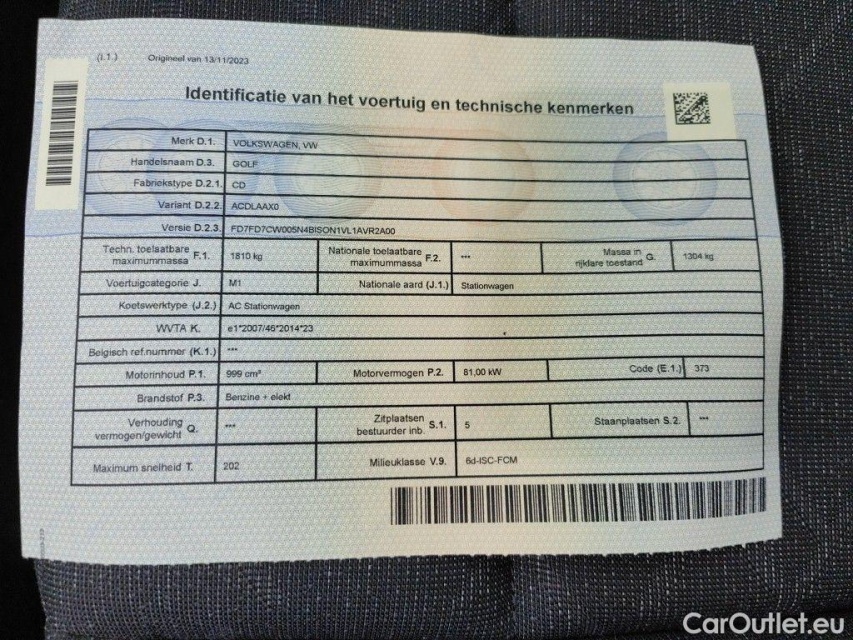 (I.1.) Origineel van 13/11/2023
Identificatie van het voertuig en technische kenmerken
Merk D.1. VOLKSWAGEN, VW
Handelsnaam D.3. GOLF
Fabriekstype D.2.1. CD
Variant D.2.2. ACDLAAX0
Versie D.2.3. FD7FD7CW005N4BISON1VL1AVR2A00
Techn. toelaatbare maximummassa F.1. 1810 kg Nationale toelaatbare maximummassa F.2. *** Massa in rijklare toestand G. 1304 kg
Voertuigcategorie J. M1 Nationale aard (J.1.) Stationwagen
Koetswerktype (J.2.) AC Stationwagen
WVTA K. e1*2007/46*2014*23
Belgisch ref.nummer (K.1.) ***
Motorinhoud P.1. 999 cm³ Motorvermogen P.2. 81,00 kW Code (E.1.) 373
Brandstof P.3. Benzine + elekt
Verhouding vermogen/gewicht Q. *** Zitplaatsen bestuurder inb. S.1. 5 Staanplaatsen S.2. ***
Maximum snelheid T. 202 Milieuklasse V.9. 6d-ISC-FCM
CarOutlet.eu